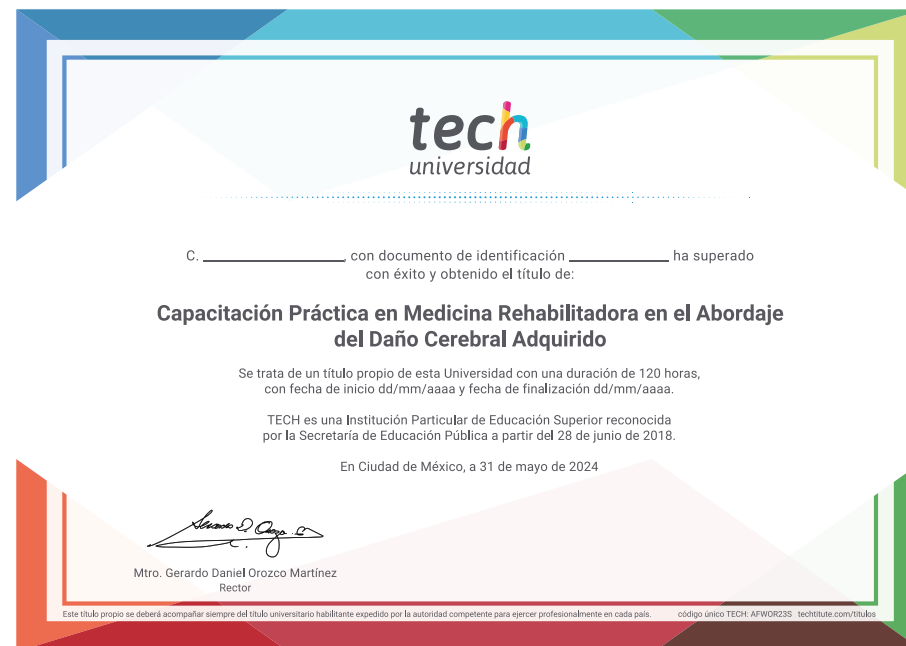 tech
universidad
C. ____________________, con documento de identificación ______________ ha superado
con éxito y obtenido el título de:
Capacitación Práctica en Medicina Rehabilitadora en el Abordaje
del Daño Cerebral Adquirido
Se trata de un título propio de esta Universidad con una duración de 120 horas,
con fecha de inicio dd/mm/aaaa y fecha de finalización dd/mm/aaaa.
TECH es una Institución Particular de Educación Superior reconocida
por la Secretaría de Educación Pública a partir del 28 de junio de 2018.
En Ciudad de México, a 31 de mayo de 2024
Mtro. Gerardo Daniel Orozco Martínez
Rector
Este título propio se deberá acompañar siempre del título universitario habilitante expedido por la autoridad competente para ejercer profesionalmente en cada país. código único TECH: AFWOR23S techtitute.com/titulos